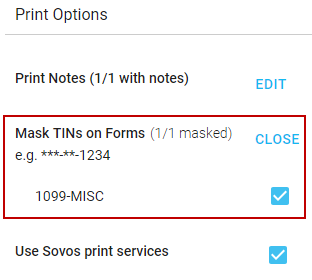 Print Options
Print Notes (1/1 with notes) EDIT
Mask TINs on Forms (1/1 masked) CLOSE
e.g. ***-**-1234
1099-MISC
Use Sovos print services